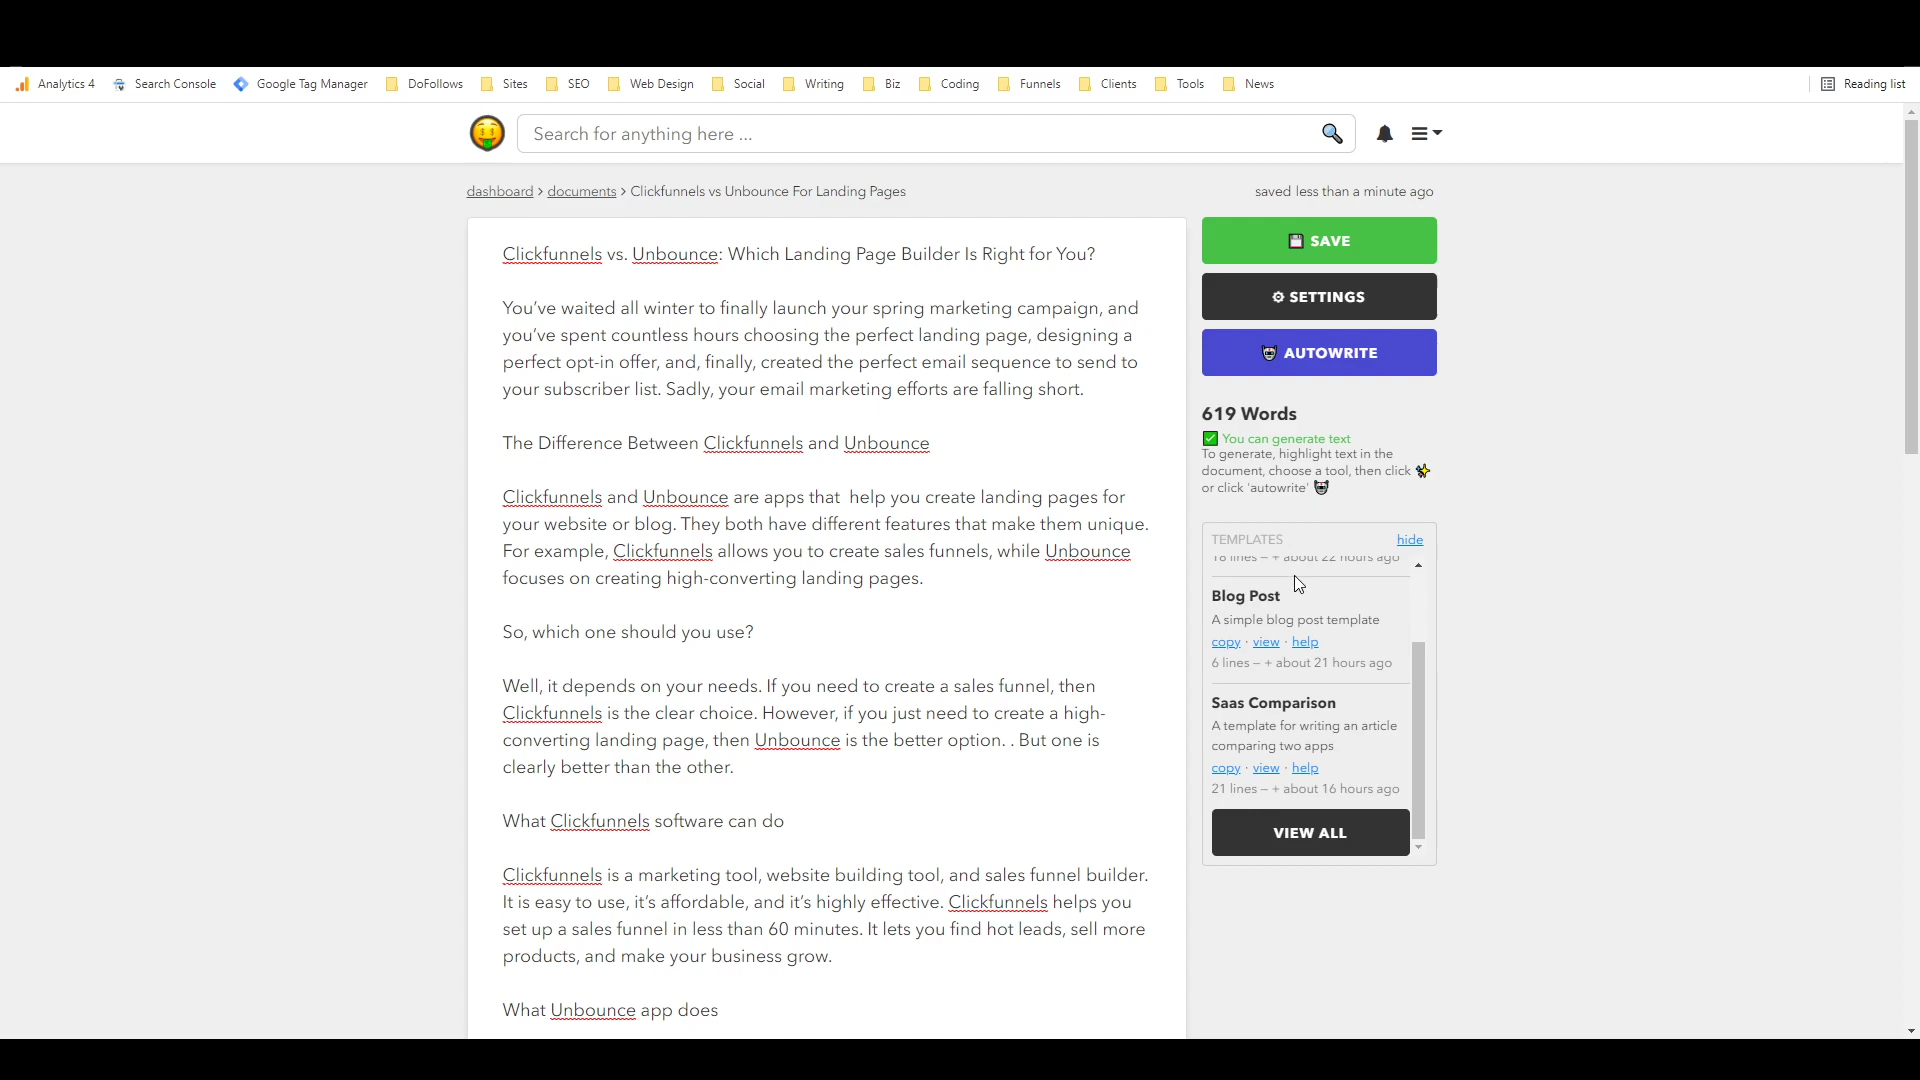 Analytics 4 Search Console Google Tag Manager DoFollows Sites SEO Web Design Social Writing Biz Coding Funnels Clients Tools News Reading list
Search for anything here ...
dashboard > documents > Clickfunnels vs Unbounce For Landing Pages
saved less than a minute ago
Clickfunnels vs. Unbounce: Which Landing Page Builder Is Right for You?
You've waited all winter to finally launch your spring marketing campaign, and
you've spent countless hours choosing the perfect landing page, designing a
perfect opt-in offer, and, finally, created the perfect email sequence to send to
your subscriber list. Sadly, your email marketing efforts are falling short.
The Difference Between Clickfunnels and Unbounce
Clickfunnels and Unbounce are apps that  help you create landing pages for
your website or blog. They both have different features that make them unique.
For example, Clickfunnels allows you to create sales funnels, while Unbounce
focuses on creating high-converting landing pages.
So, which one should you use?
Well, it depends on your needs. If you need to create a sales funnel, then
Clickfunnels is the clear choice. However, if you just need to create a high-
converting landing page, then Unbounce is the better option. . But one is
clearly better than the other.
What Clickfunnels software can do
Clickfunnels is a marketing tool, website building tool, and sales funnel builder.
It is easy to use, it's affordable, and it's highly effective. Clickfunnels helps you
set up a sales funnel in less than 60 minutes. It lets you find hot leads, sell more
products, and make your business grow.
What Unbounce app does
SAVE
SETTINGS
AUTOWRITE
619 Words
You can generate text
To generate, highlight text in the
document, choose a tool, then click
or click 'autowrite'
TEMPLATES hide
18 lines – + about 22 hours ago
Blog Post
A simple blog post template
copy · view · help
6 lines – + about 21 hours ago
Saas Comparison
A template for writing an article
comparing two apps
copy · view · help
21 lines – + about 16 hours ago
VIEW ALL